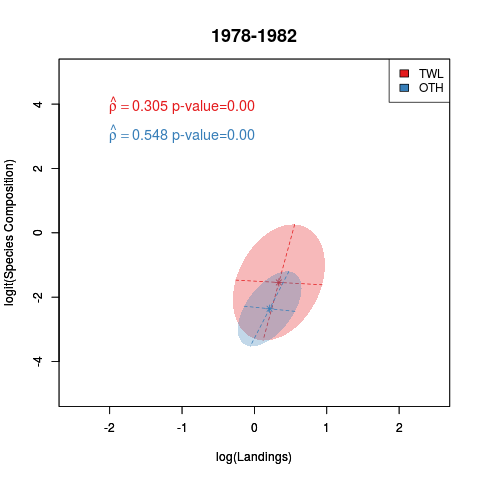 1978-1982
TWL
OTH
ρ̂ = 0.305 p-value=0.00
ρ̂ = 0.548 p-value=0.00
4
2
0
-2
-4
logit(Species Composition)
-2
-1
0
1
2
log(Landings)